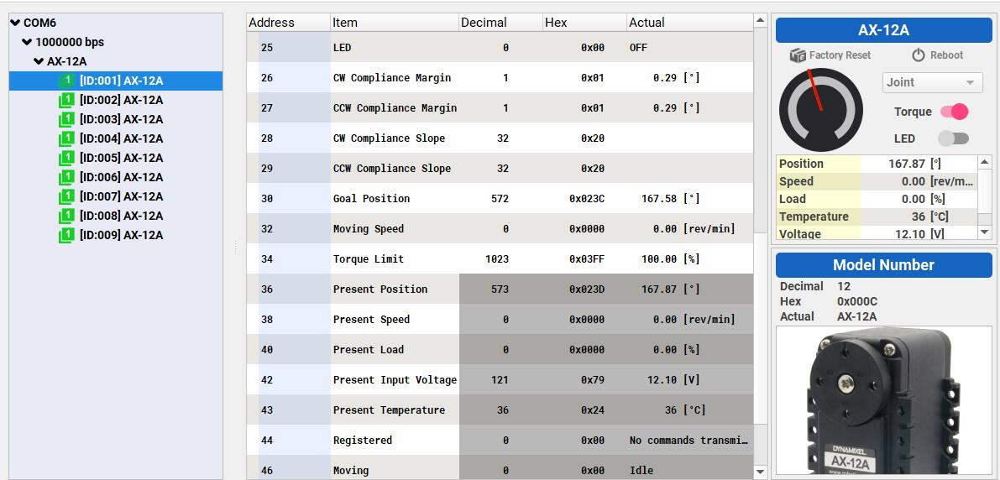 COM6
1000000 bps
AX-12A
1 [ID:001] AX-12A
1 [ID:002] AX-12A
1 [ID:003] AX-12A
1 [ID:004] AX-12A
1 [ID:005] AX-12A
1 [ID:006] AX-12A
1 [ID:007] AX-12A
1 [ID:008] AX-12A
1 [ID:009] AX-12A
Address Item Decimal Hex Actual
25 LED 0 0x00 OFF
26 CW Compliance Margin 1 0x01 0.29 [°]
27 CCW Compliance Margin 1 0x01 0.29 [°]
28 CW Compliance Slope 32 0x20
29 CCW Compliance Slope 32 0x20
30 Goal Position 572 0x023C 167.58 [°]
32 Moving Speed 0 0x0000 0.00 [rev/min]
34 Torque Limit 1023 0x03FF 100.00 [%]
36 Present Position 573 0x023D 167.87 [°]
38 Present Speed 0 0x0000 0.00 [rev/min]
40 Present Load 0 0x0000 0.00 [%]
42 Present Input Voltage 121 0x79 12.10 [V]
43 Present Temperature 36 0x24 36 [°C]
44 Registered 0 0x00 No commands transmi…
46 Moving 0 0x00 Idle
AX-12A
Factory Reset Reboot
Joint
Torque
LED
Position 167.87 [°]
Speed 0.00 [rev/m...
Load 0.00 [%]
Temperature 36 [°C]
Voltage 12.10 [V]
Model Number
Decimal 12
Hex 0x000C
Actual AX-12A
DYNAMIXEL
AX-12A